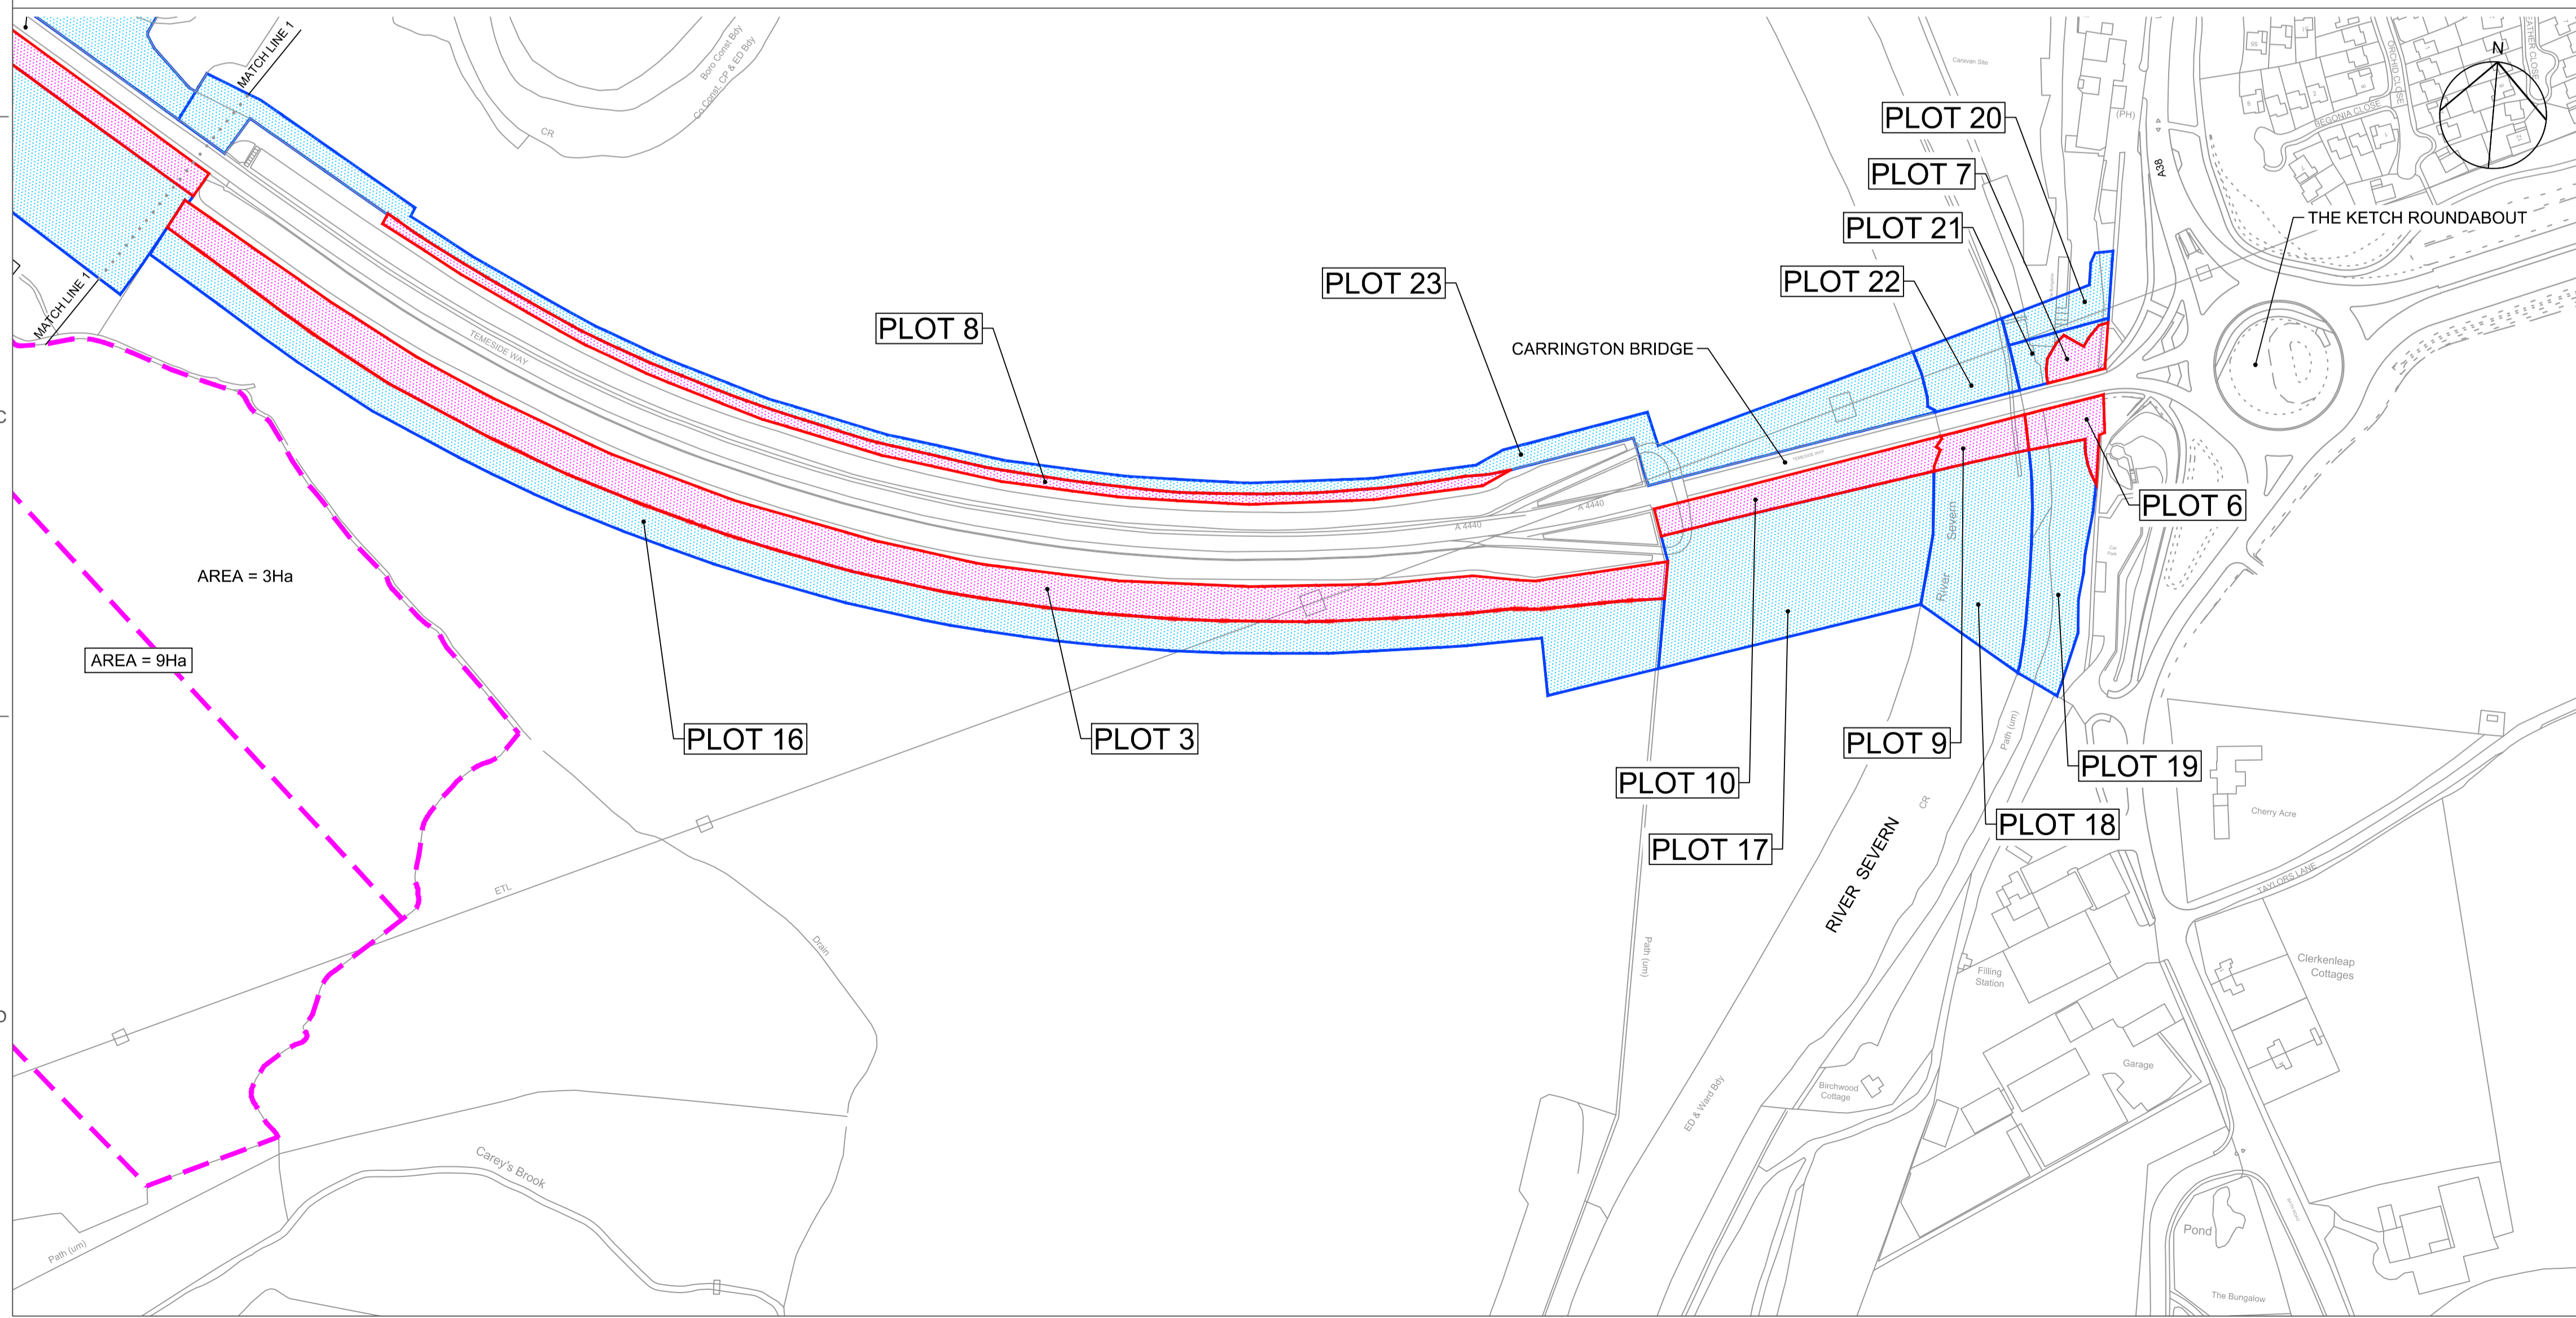 MATCH LINE 1
Boro Const Bdy
Co Const, CP & ED Bdy
CR
Caravan Site
(PH)
A38
ORCHID CLOSE
BEGONIA CLOSE
N
PLOT 20
PLOT 7
PLOT 21
PLOT 22
THE KETCH ROUNDABOUT
PLOT 23
PLOT 8
CARRINGTON BRIDGE
MATCH LINE 1
TEMESIDE WAY
TEMESIDE WAY
C
A 4440
A 4440
PLOT 6
River
Severn
Car
Park
AREA = 3Ha
AREA = 9Ha
PLOT 16
PLOT 3
PLOT 9
PLOT 10
PLOT 19
PLOT 17
PLOT 18
Path (um)
CR
RIVER SEVERN
Cherry Acre
TAYLORS LANE
ETL
Drain
Path (um)
Filling
Station
Clerkenleap
Cottages
D
Garage
Birchwood
Cottage
ED & Ward Bdy
Carey's Brook
Path (um)
Pond
The Bungalow